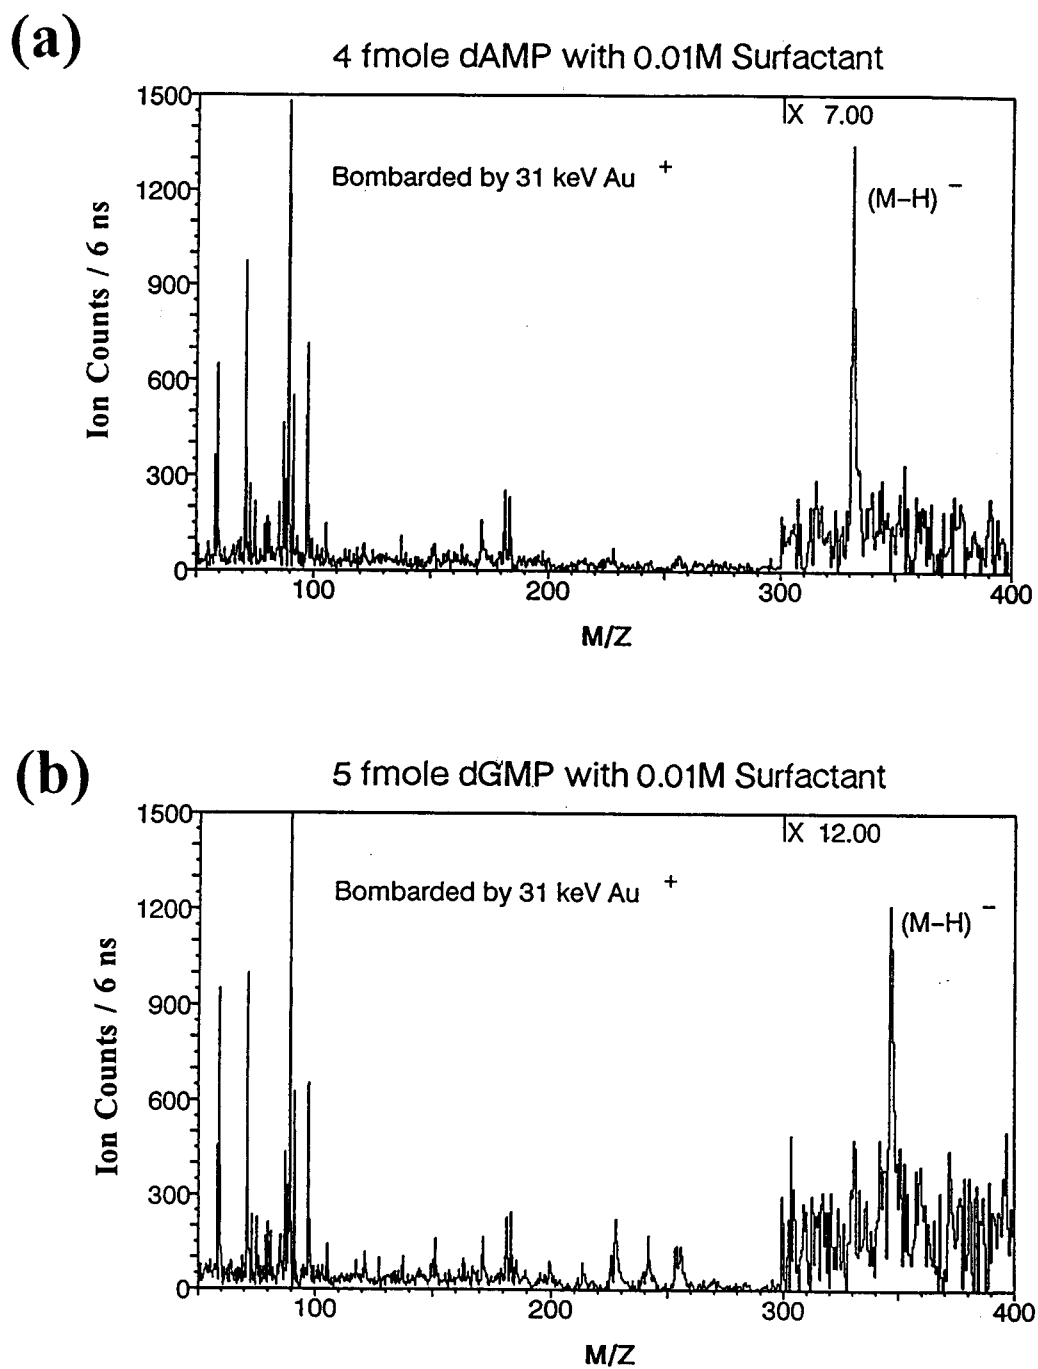 (a)
4 fmole dAMP with 0.01M Surfactant
1500
1200
900
600
300
0
Ion Counts / 6 ns
X 7.00
Bombarded by 31 keV Au +
(M-H) −
100
200
300
400
M/Z
(b)
5 fmole dGMP with 0.01M Surfactant
1500
1200
900
600
300
0
Ion Counts / 6 ns
X 12.00
Bombarded by 31 keV Au +
(M-H) −
100
200
300
400
M/Z